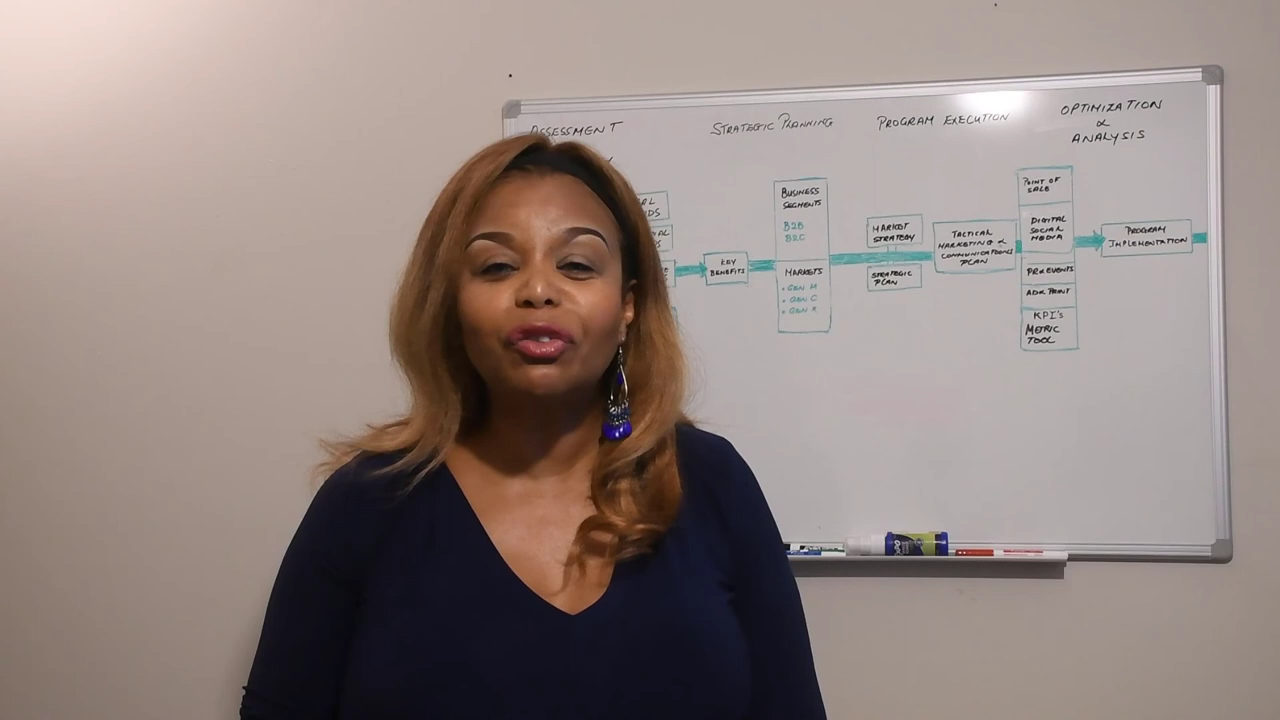 ASSESSMENT
STRATEGIC PLANNING
PROGRAM EXECUTION
OPTIMIZATION
&
ANALYSIS
KEY
BENEFITS
BUSINESS
SEGMENTS
B2B
B2C
MARKETS
• GEN M
• GEN C
• GEN X
MARKET
STRATEGY
STRATEGIC
PLAN
TACTICAL
MARKETING &
COMMUNICATIONS
PLAN
POINT OF
SALE
DIGITAL
SOCIAL
MEDIA
PR & EVENTS
AD & PRINT
KPI's
METRIC
TOOL
PROGRAM
IMPLEMENTATION
EXPO